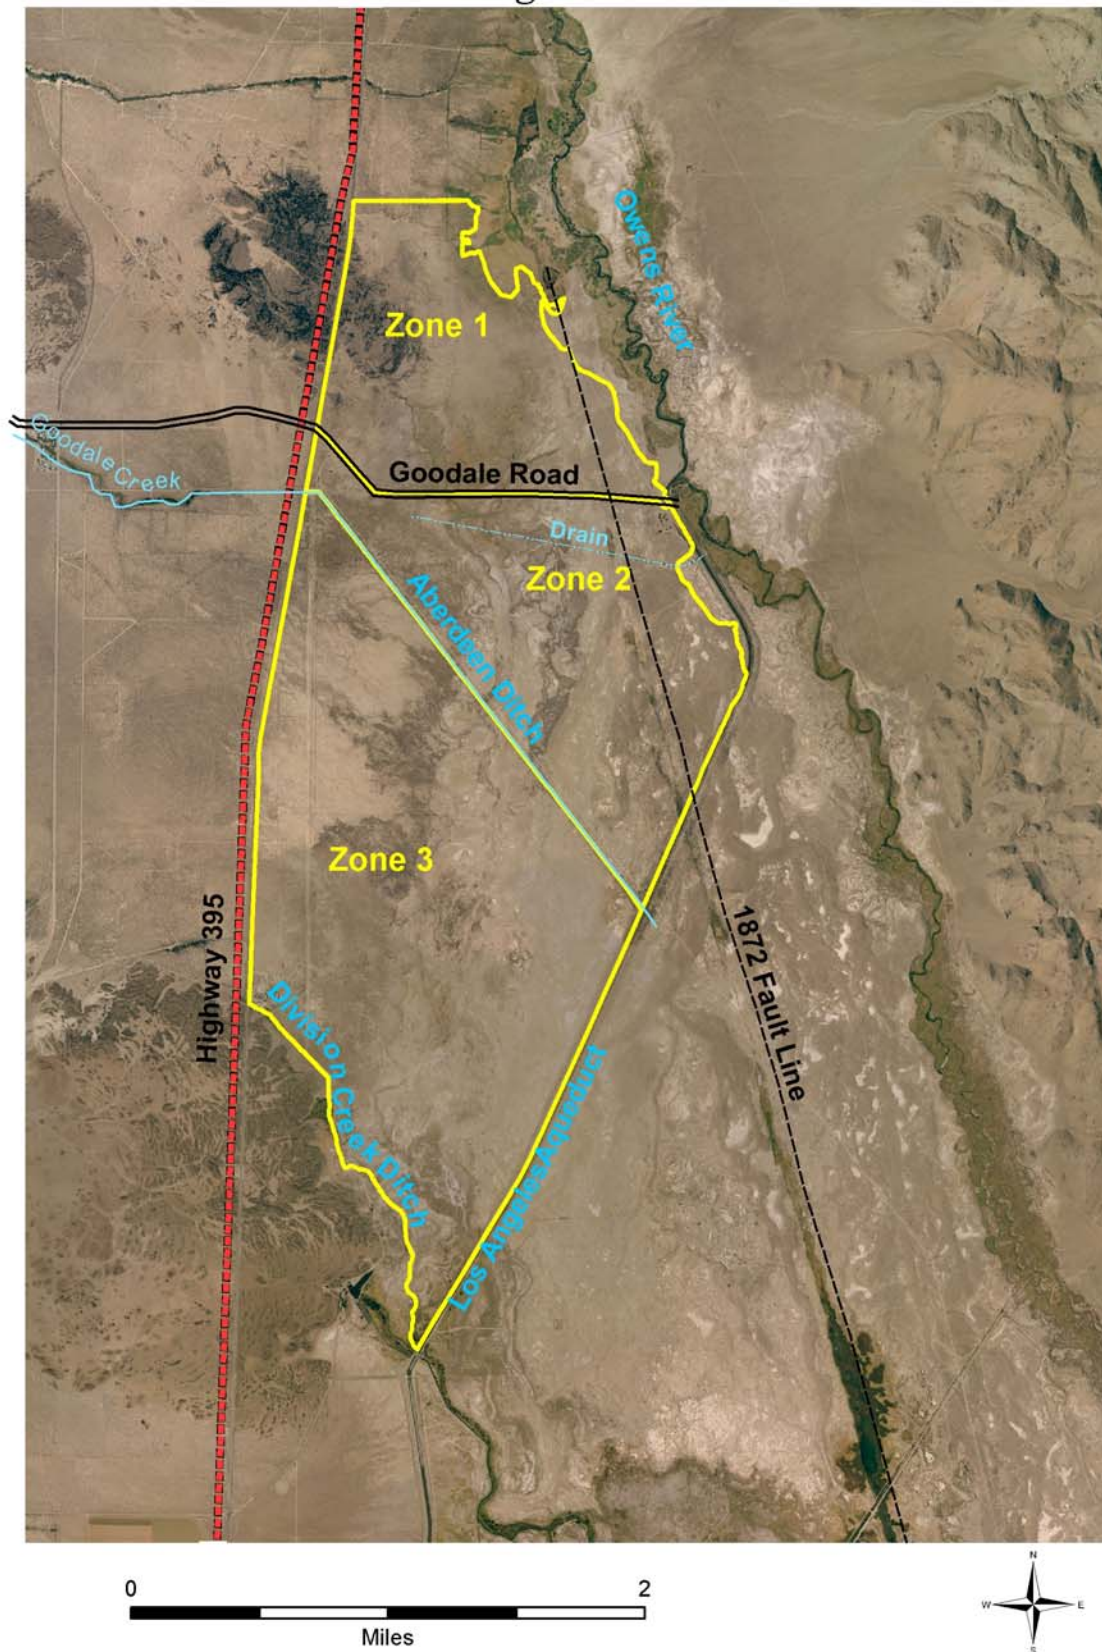 Owens River
Zone 1
Goodale Creek
Goodale Road
Drain
Zone 2
Aberdeen Ditch
Zone 3
Highway 395
1872 Fault Line
Division Creek Ditch
Los Angeles Aqueduct
0 2
Miles
N
W E
S